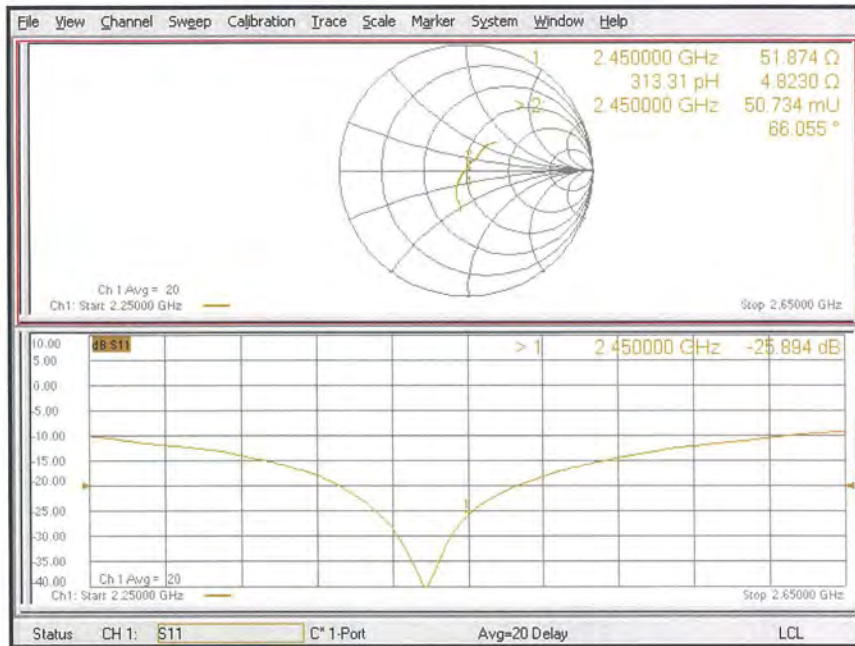 File View Channel Sweep Calibration Trace Scale Marker System Window Help
1: 2.450000 GHz 51.874 Ω
313.31 pH 4.8230 Ω
> 2: 2.450000 GHz 50.734 mU
66.055 °
Ch 1 Avg = 20
Ch1: Start 2.25000 GHz
Stop 2.65000 GHz
10.00 dB S11 > 1: 2.450000 GHz -25.894 dB
5.00
0.00
-5.00
-10.00
-15.00
-20.00
-25.00
1
-30.00
-35.00
-40.00
Ch 1 Avg = 20
Ch1: Start 2.25000 GHz
Stop 2.65000 GHz
Status CH 1: S11 C* 1-Port Avg=20 Delay LCL